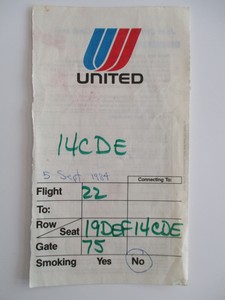 UNITED
14CDE
5 Sept. 1984
Connecting To:
Flight 22
To:
Row Seat 19DEF 14CDE
Gate 75
Smoking Yes No